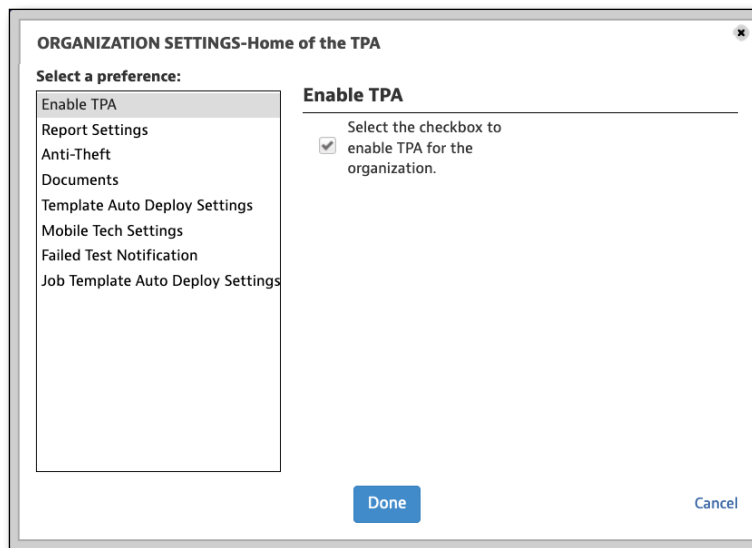 ORGANIZATION SETTINGS-Home of the TPA
Select a preference:
Enable TPA
Report Settings
Anti-Theft
Documents
Template Auto Deploy Settings
Mobile Tech Settings
Failed Test Notification
Job Template Auto Deploy Settings
Enable TPA
Select the checkbox to
enable TPA for the
organization.
Done
Cancel